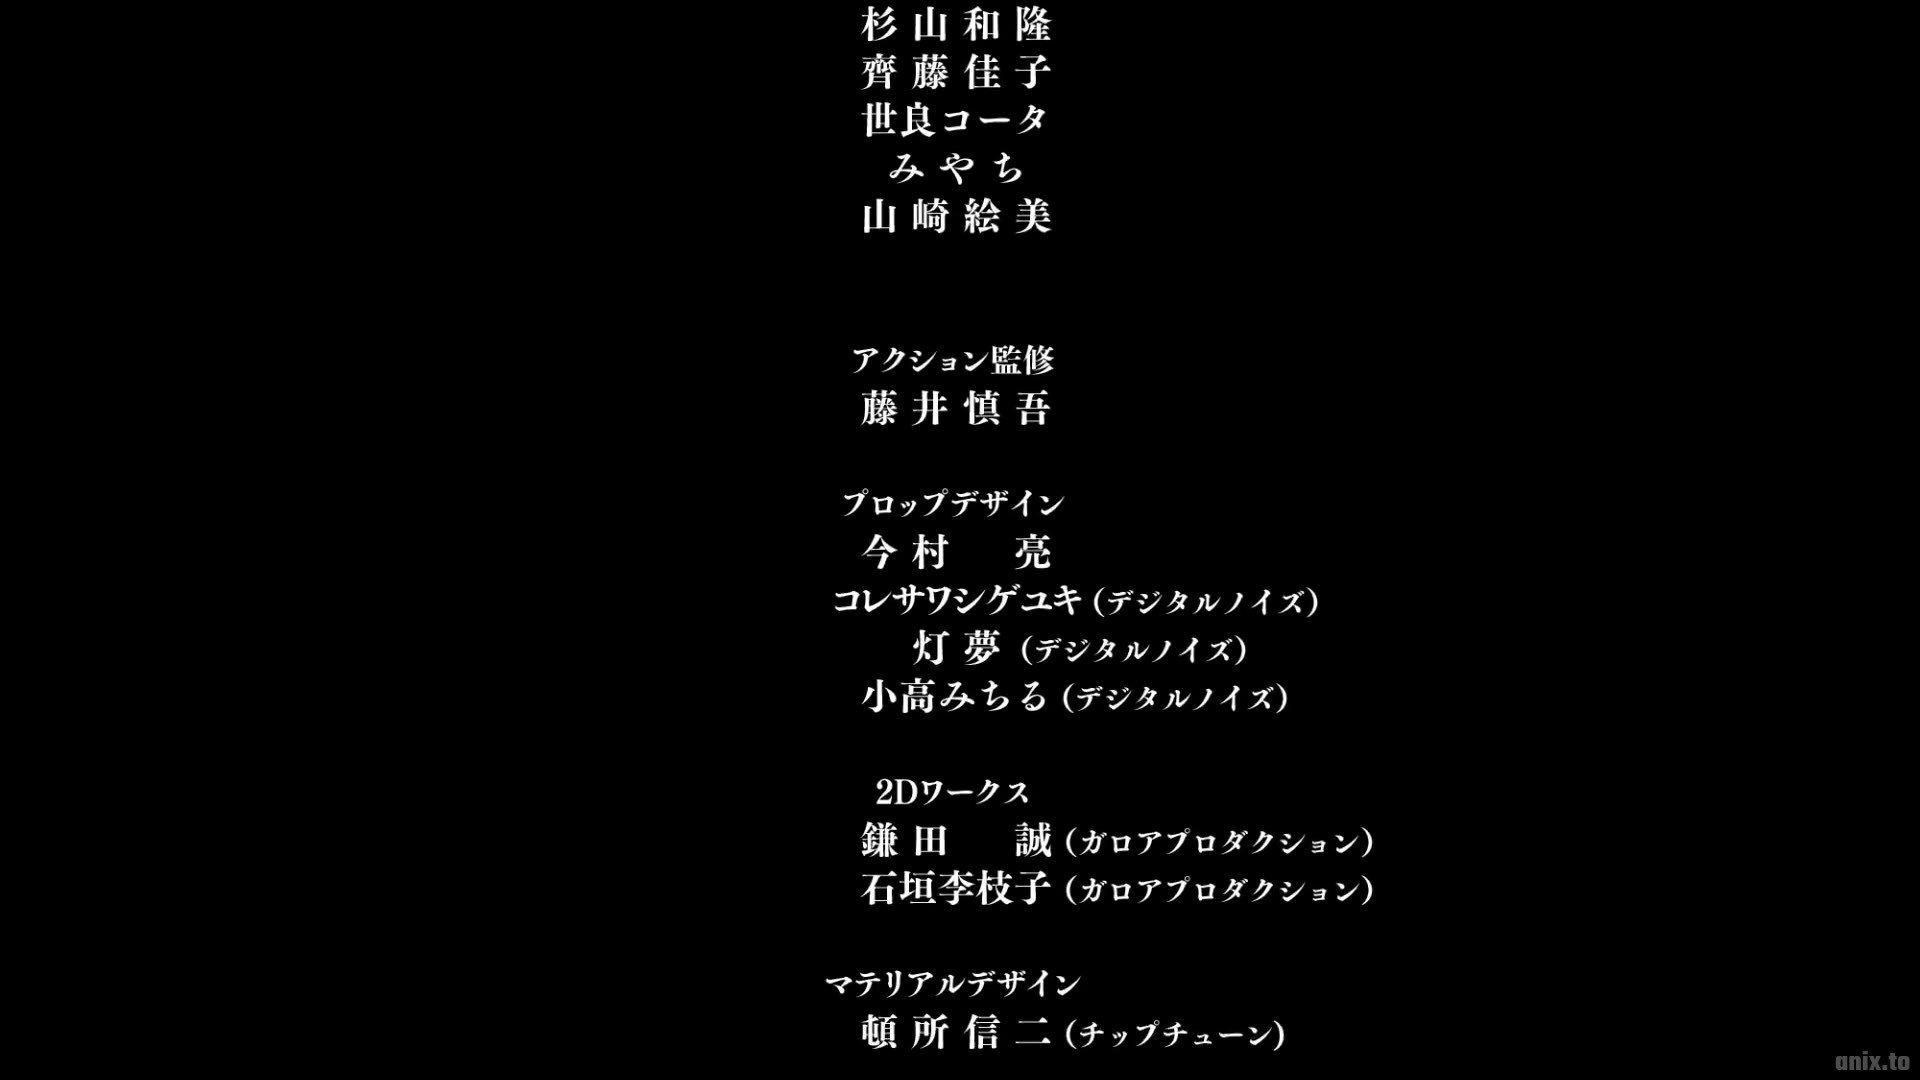 杉山和隆
齊藤佳子
世良コータ
みやち
山崎絵美
アクション監修
藤井慎吾
プロップデザイン
今村 亮
コレサワシゲユキ(デジタルノイズ)
灯夢(デジタルノイズ)
小高みちる(デジタルノイズ)
2Dワークス
鎌田 誠(ガロアプロダクション)
石垣李枝子(ガロアプロダクション)
マテリアルデザイン
頓所信二(チップチューン)
anix.to